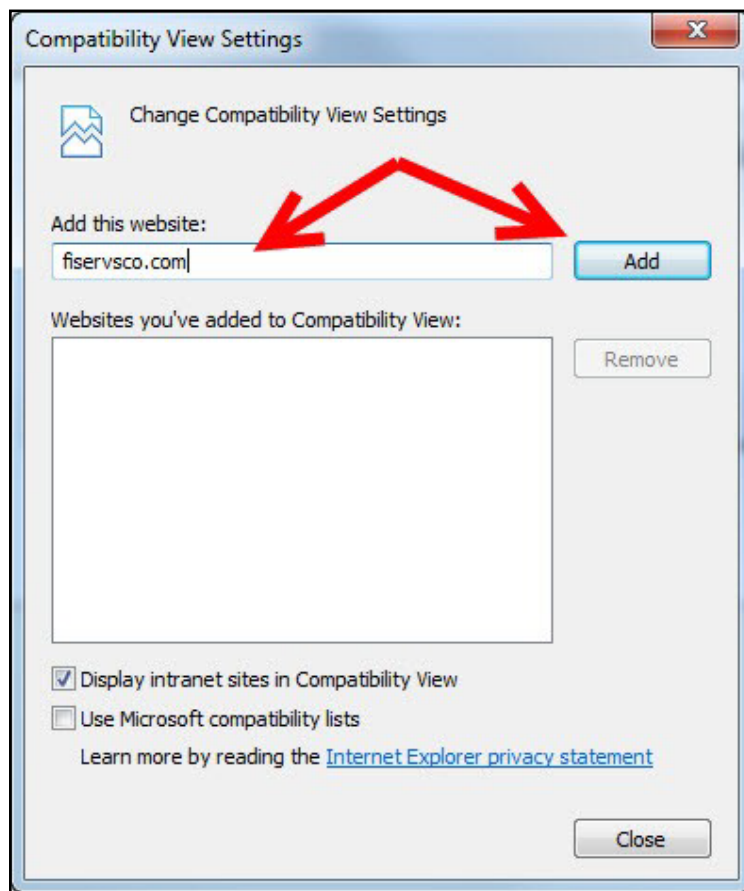 Compatibility View Settings
Change Compatibility View Settings
Add this website:
fiservsco.com
Add
Websites you've added to Compatibility View:
Remove
Display intranet sites in Compatibility View
Use Microsoft compatibility lists
Learn more by reading the Internet Explorer privacy statement
Close